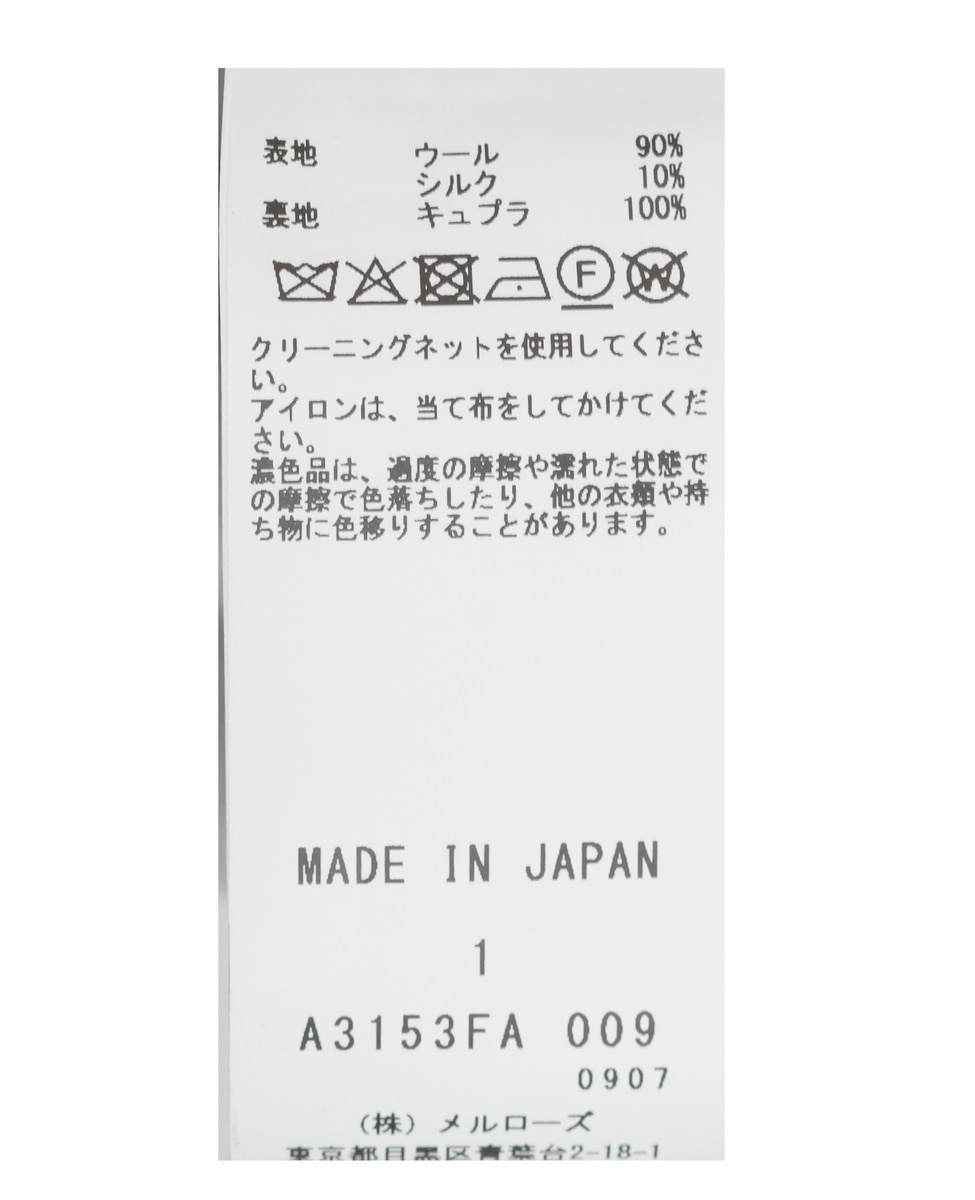 表地 ウール 90%
シルク 10%
裏地 キュプラ 100%
F W
クリーニングネットを使用してくださ
い。
アイロンは、当て布をしてかけてくだ
さい。
濃色品は、過度の摩擦や濡れた状態で
の摩擦で色落ちしたり、他の衣類や持
ち物に色移りすることがあります。
MADE IN JAPAN
1
A3153FA 009
0907
(株) メルローズ
東京都目黒区青葉台2-18-1